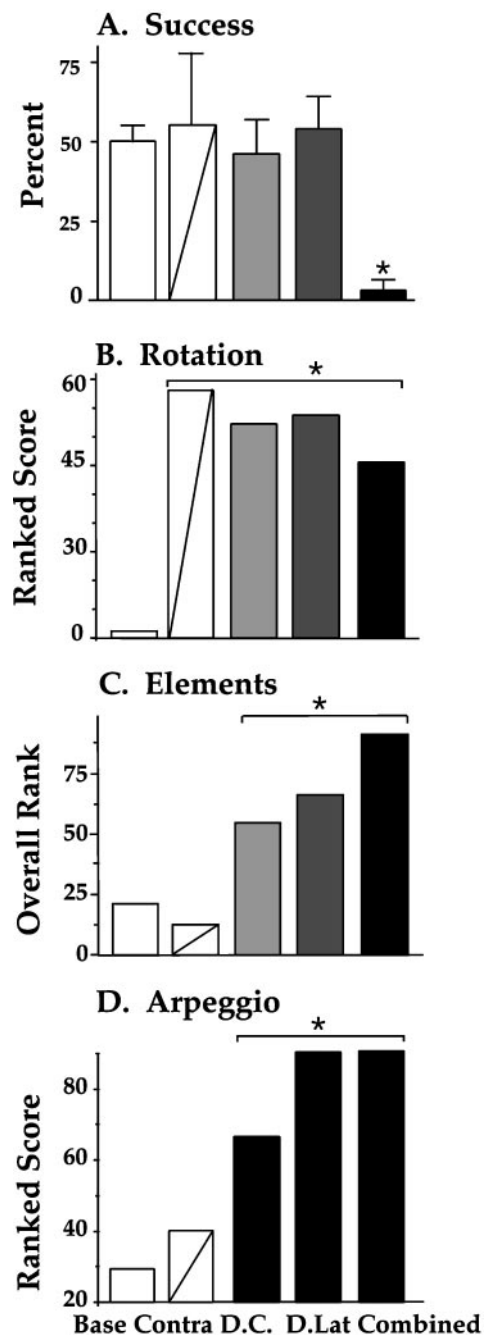 A. Success
75
50
25
0
Percent
*
B. Rotation
60
45
30
0
Ranked Score
*
C. Elements
75
50
25
0
Overall Rank
*
D. Arpeggio
80
60
40
20
Ranked Score
*
Base Contra D.C. D.Lat Combined